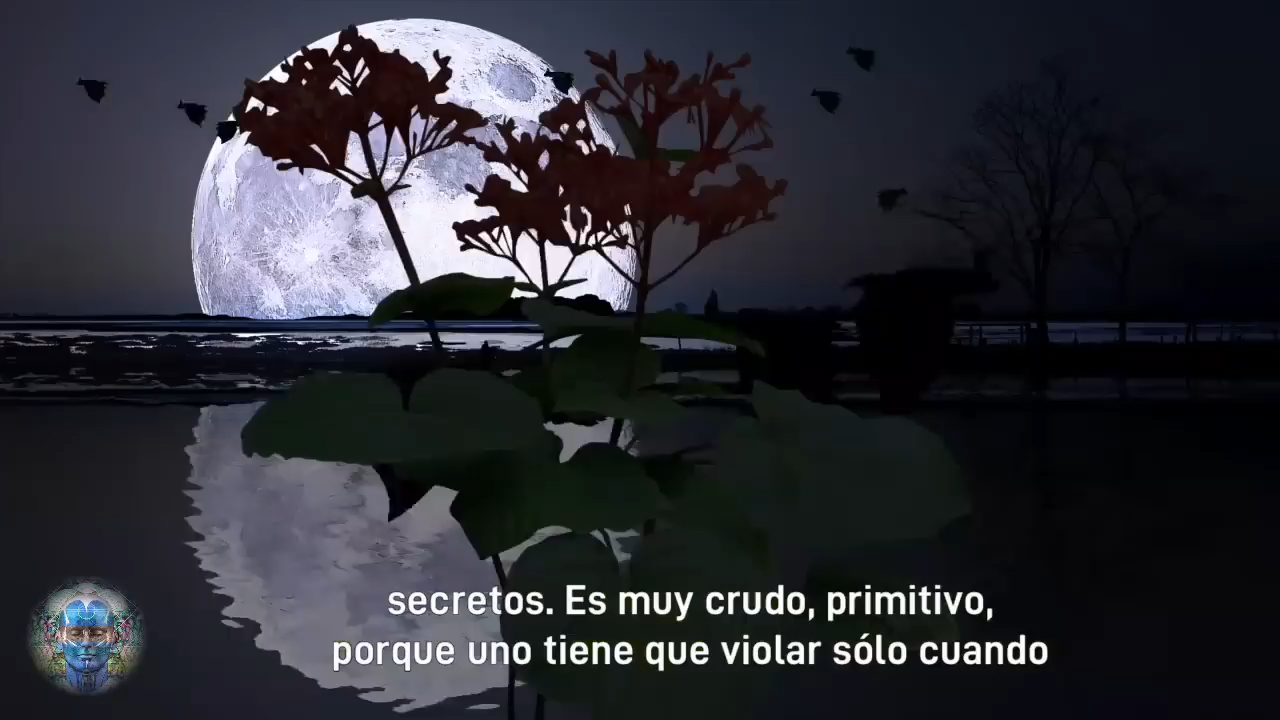 secretos. Es muy crudo, primitivo,
porque uno tiene que violar sólo cuando